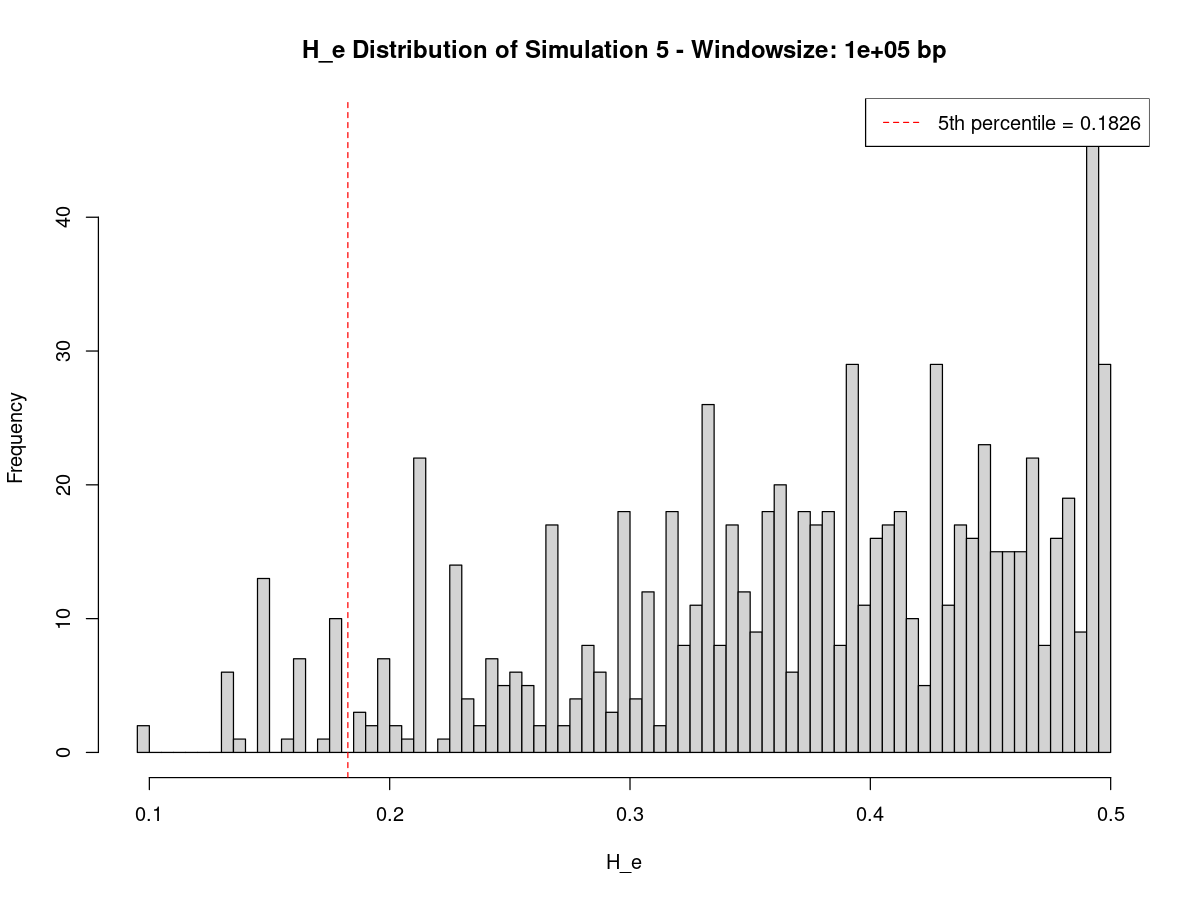 H_e Distribution of Simulation 5 - Windowsize: 1e+05 bp
5th percentile = 0.1826
Frequency
40
30
20
10
0
0.1 0.2 0.3 0.4 0.5
H_e